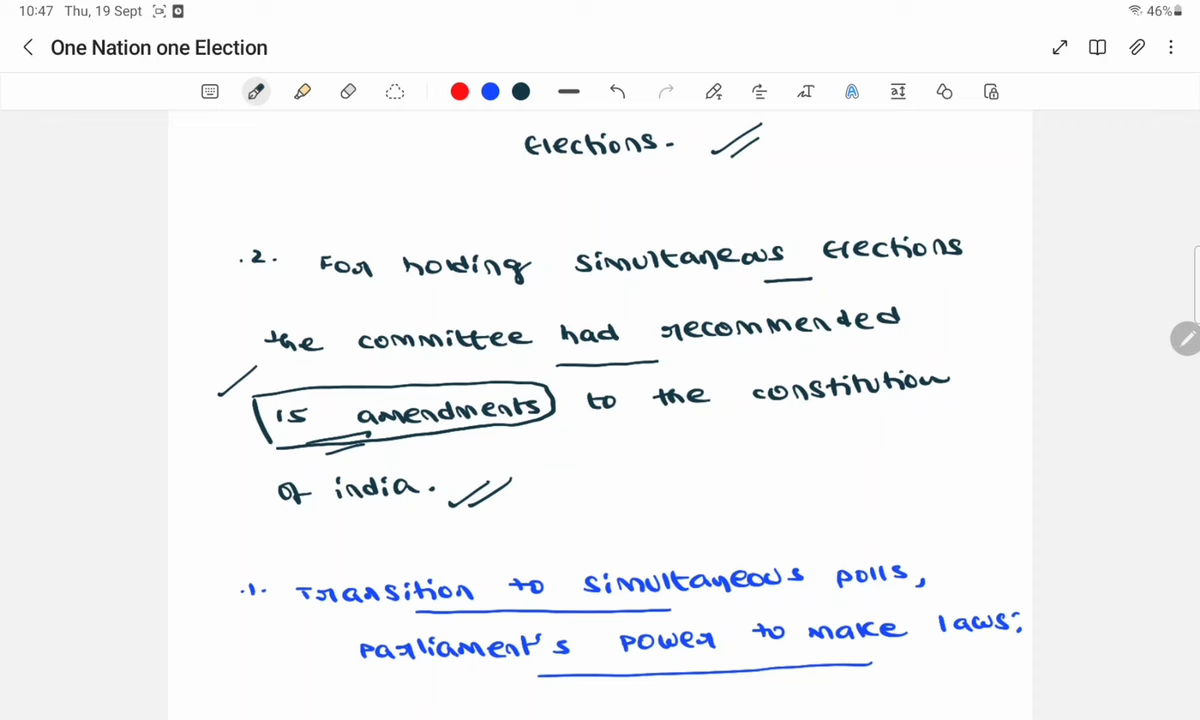 10:47 Thu, 19 Sept
46%
One Nation one Election
Elections.
.2. For holding simultaneous Elections
the committee had recommended
15 amendments to the constitution
of india.
.1. Transition to simultaneous polls,
parliament's power to make laws: